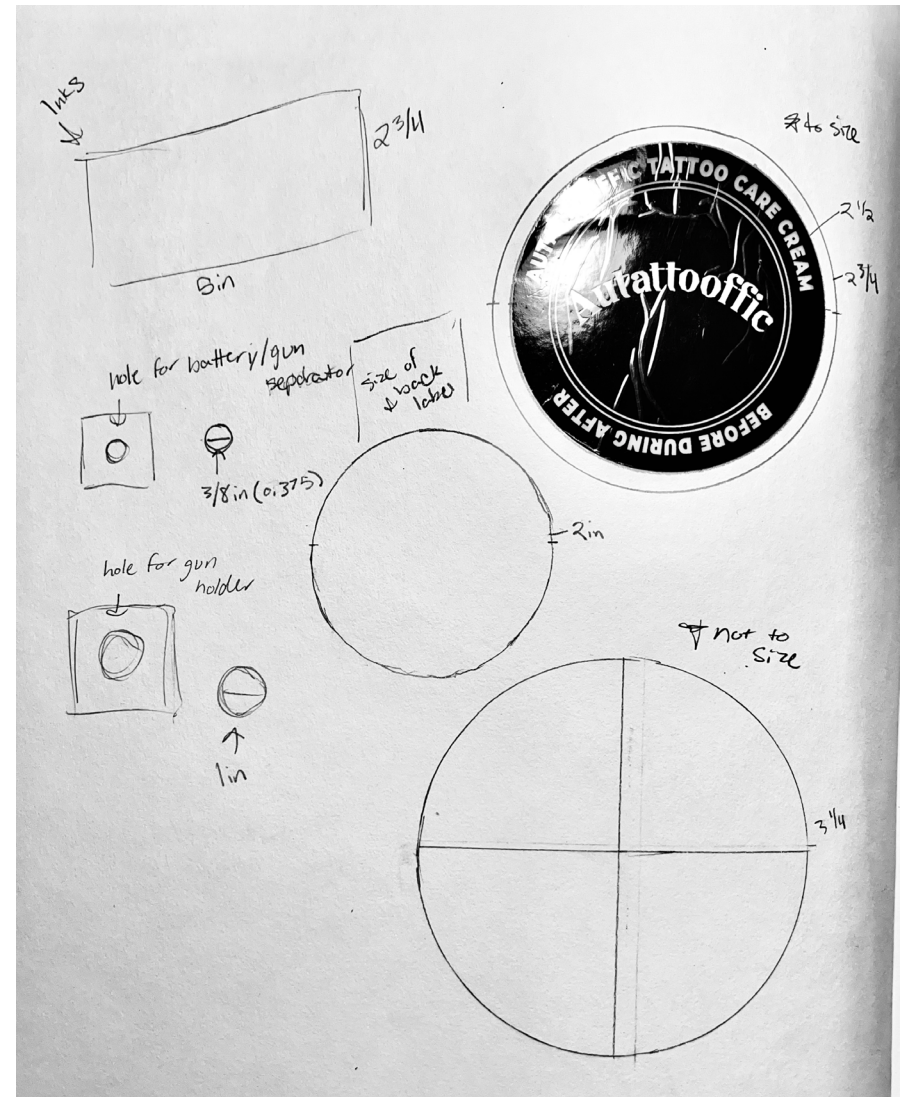 Inks
2 3/4
5in
* to size
2 1/2
2 3/4
FFIC TATTOO CARE CREAM
Autattooffic
BEFORE DURING AFTER
hole for battery/gun
separator
size of
back
label
3/8in (0.375)
2in
hole for gun
holder
1in
not to
size
3 1/4